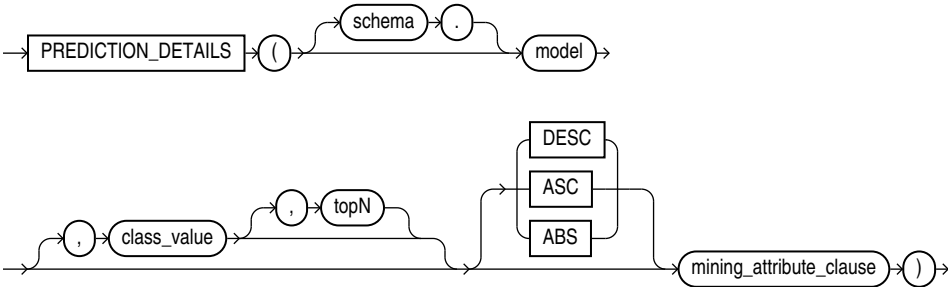 PREDICTION_DETAILS ( schema . model
, class_value , topN DESC ASC ABS mining_attribute_clause )